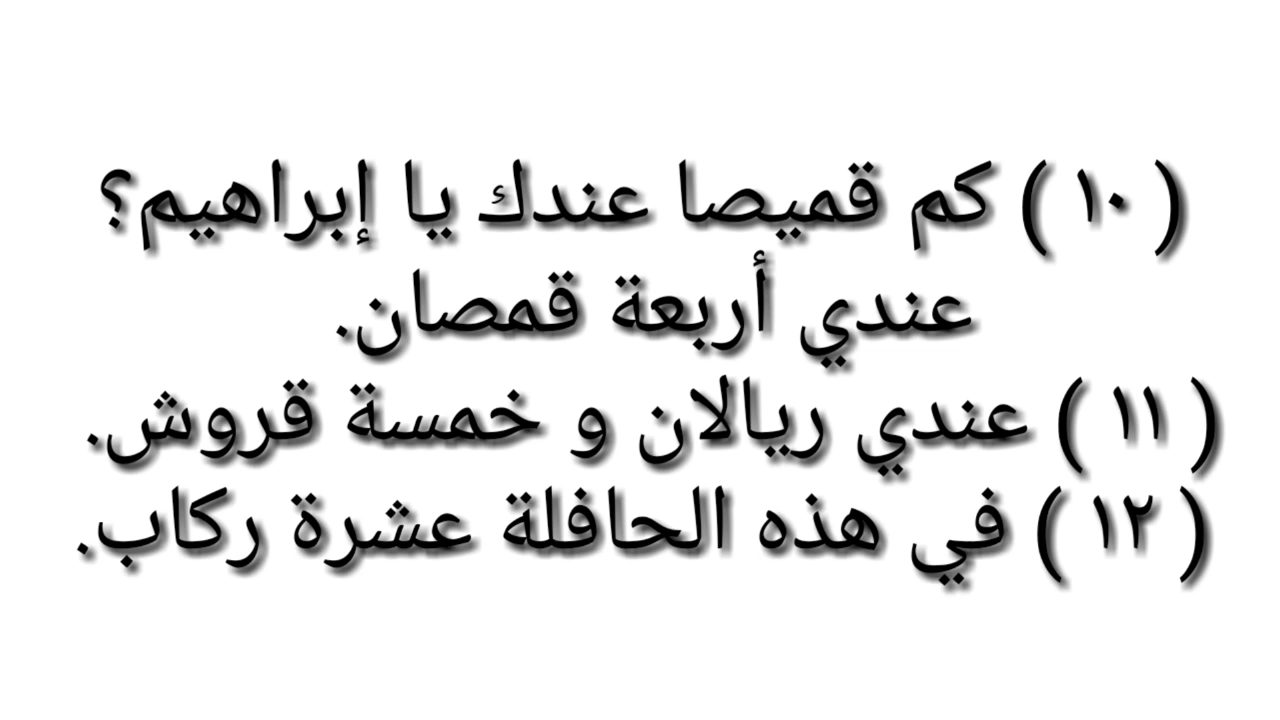 ( ١٠ ) كم قميصا عندك يا إبراهيم؟
عندي أربعة قمصان.
( ١١ ) عندي ريالان و خمسة قروش.
( ١٢ ) في هذه الحافلة عشرة ركاب.